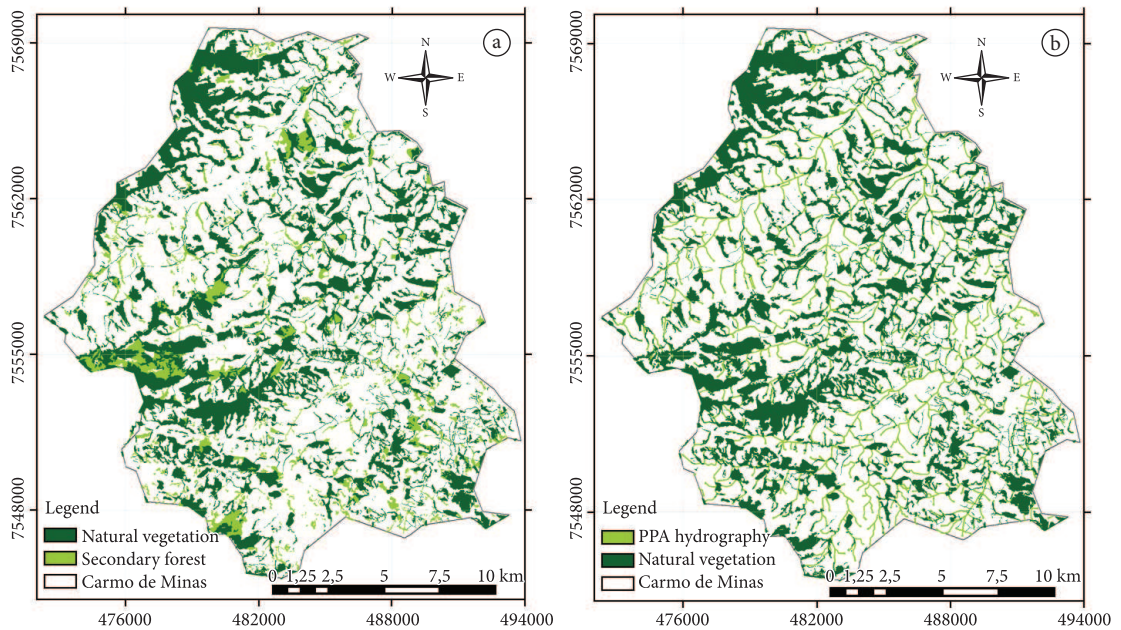 a
N
W E
S
7569000
7562000
7555000
7548000
Legend
Natural vegetation
Secondary forest
Carmo de Minas
0 1,25 2,5 5 7,5 10 km
476000 482000 488000 494000
b
N
W E
S
7569000
7562000
7555000
7548000
Legend
PPA hydrography
Natural vegetation
Carmo de Minas
0 1,25 2,5 5 7,5 10 km
476000 482000 488000 494000